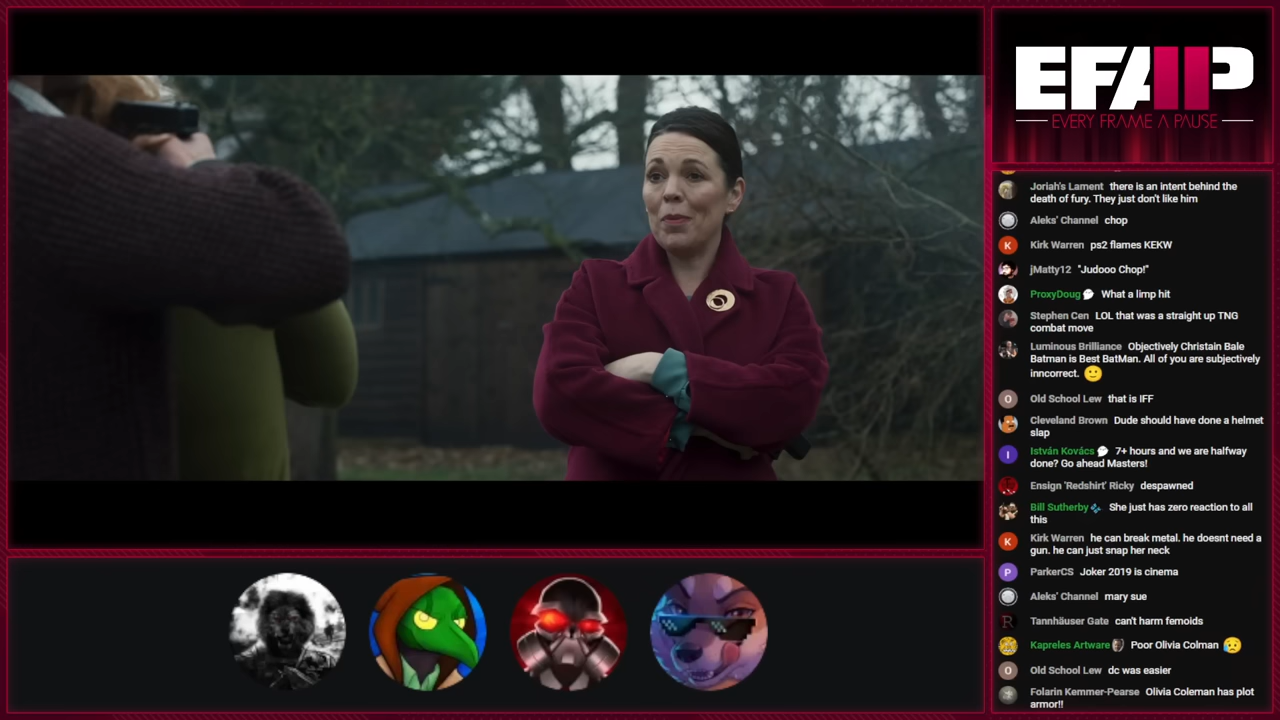 EFAP
EVERY FRAME A PAUSE
Joriah's Lament there is an intent behind the
death of fury. They just don't like him
Aleks' Channel chop
K Kirk Warren ps2 flames KEKW
jMatty12 "Judooo Chop!"
ProxyDoug What a limp hit
Stephen Cen LOL that was a straight up TNG
combat move
Luminous Brilliance Objectively Christain Bale
Batman is Best BatMan. All of you are subjectively
inncorrect.
O Old School Lew that is IFF
Cleveland Brown Dude should have done a helmet
slap
I István Kovács 7+ hours and we are halfway
done? Go ahead Masters!
Ensign 'Redshirt' Ricky despawned
Bill Sutherby She just has zero reaction to all
this
K Kirk Warren he can break metal. he doesnt need a
gun. he can just snap her neck
P ParkerCS Joker 2019 is cinema
Aleks' Channel mary sue
R Tannhäuser Gate can't harm femoids
Kapreles Artware Poor Olivia Colman
O Old School Lew dc was easier
Folarin Kemmer-Pearse Olivia Coleman has plot
armor!!